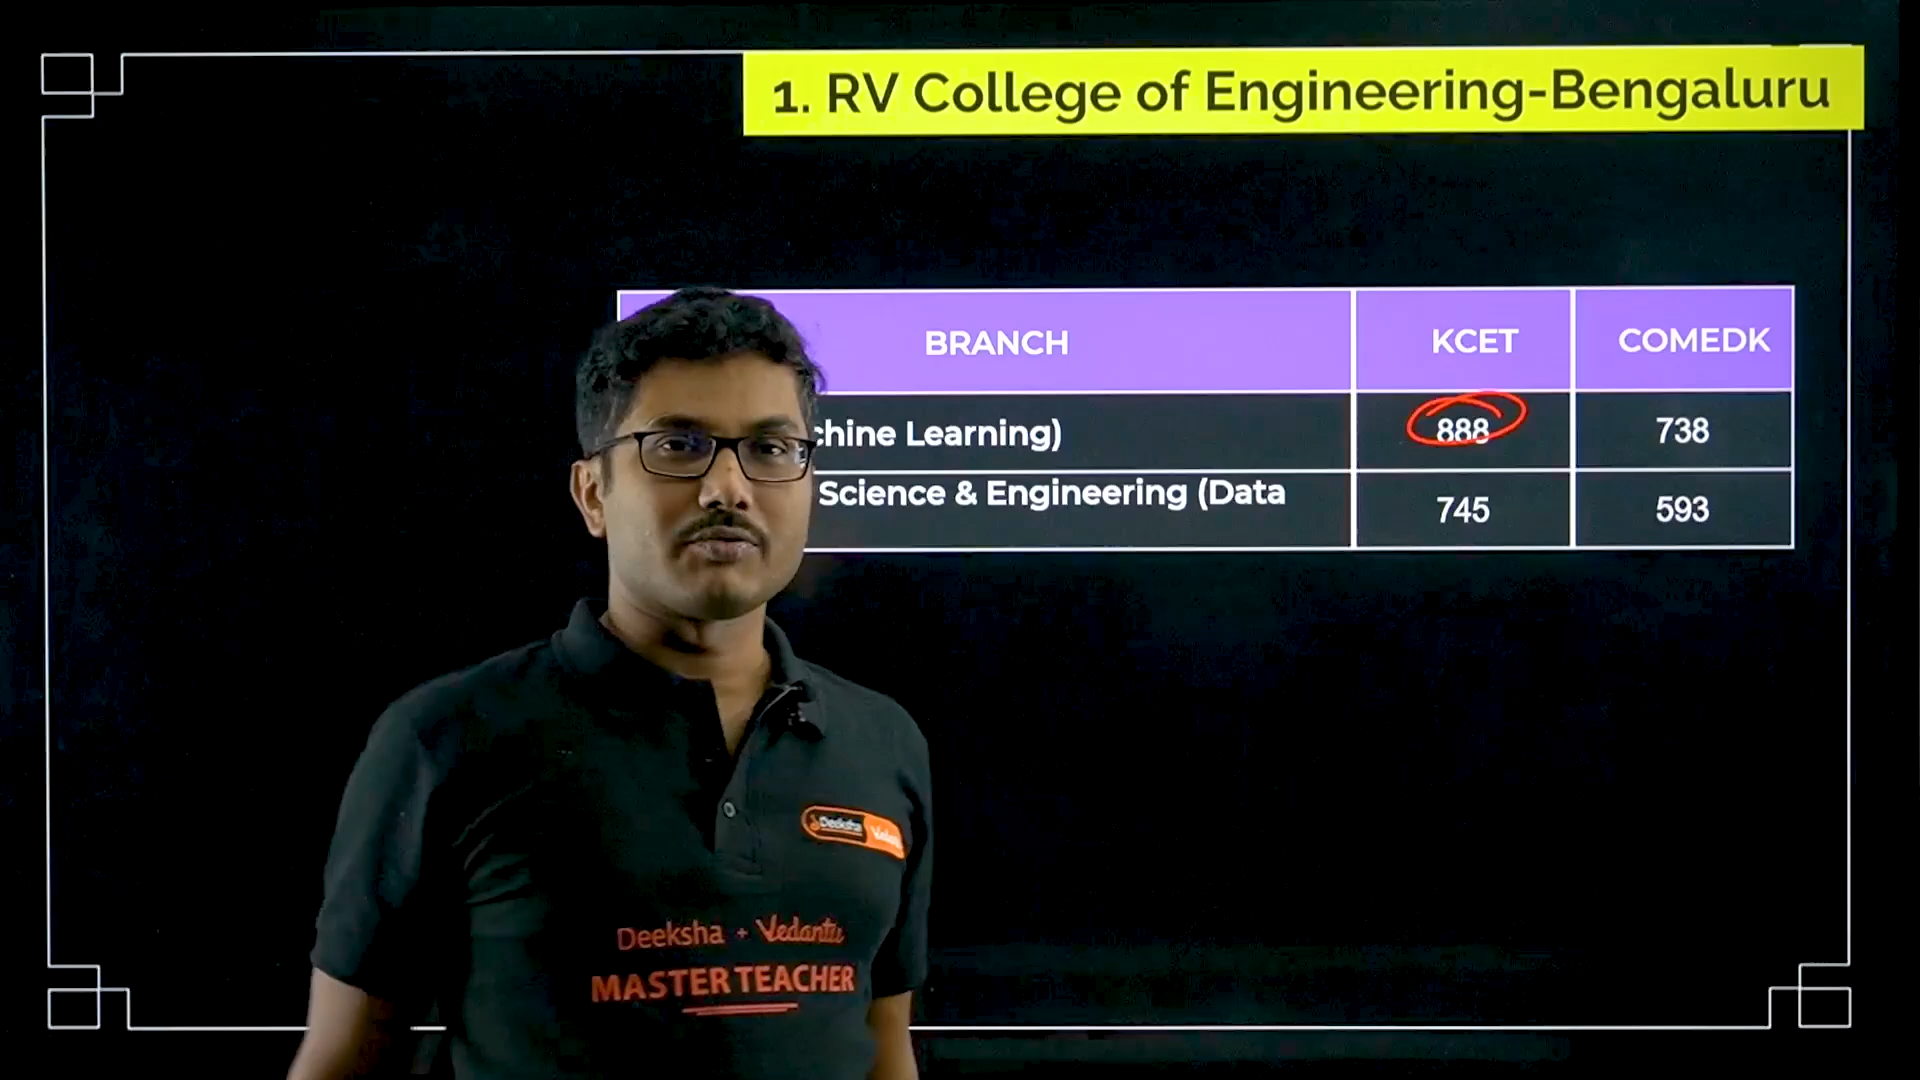 1. RV College of Engineering-Bengaluru
BRANCH KCET COMEDK
chine Learning) 888 738
Science & Engineering (Data 745 593
Deeksha
Deeksha + Vedantu
MASTER TEACHER